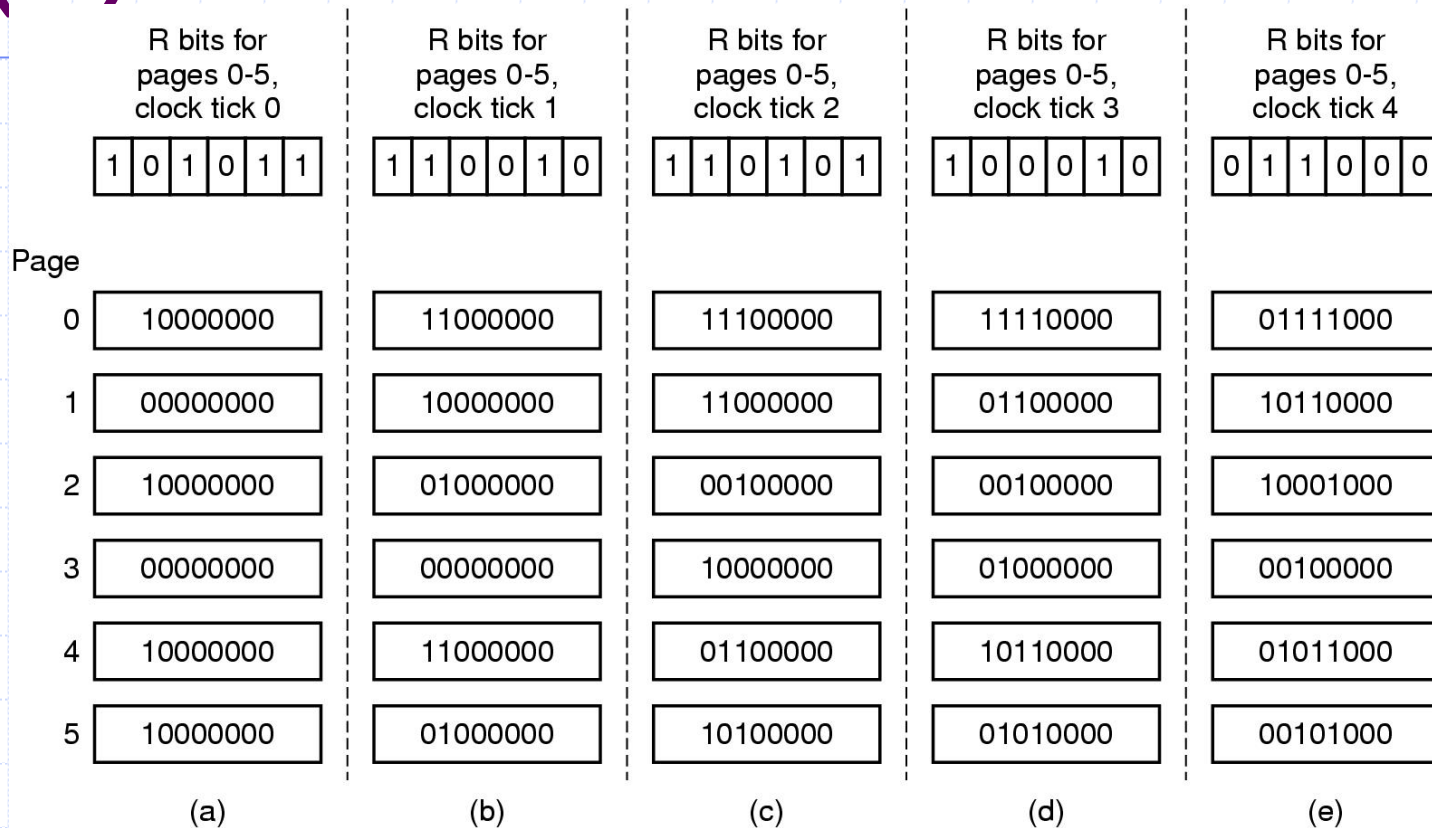 R bits for
pages 0-5,
clock tick 0
R bits for
pages 0-5,
clock tick 1
R bits for
pages 0-5,
clock tick 2
R bits for
pages 0-5,
clock tick 3
R bits for
pages 0-5,
clock tick 4
1 0 1 0 1 1
1 1 0 0 1 0
1 1 0 1 0 1
1 0 0 0 1 0
0 1 1 0 0 0
Page
0 10000000 11000000 11100000 11110000 01111000
1 00000000 10000000 11000000 01100000 10110000
2 10000000 01000000 00100000 00100000 10001000
3 00000000 00000000 10000000 01000000 00100000
4 10000000 11000000 01100000 10110000 01011000
5 10000000 01000000 10100000 01010000 00101000
(a) (b) (c) (d) (e)